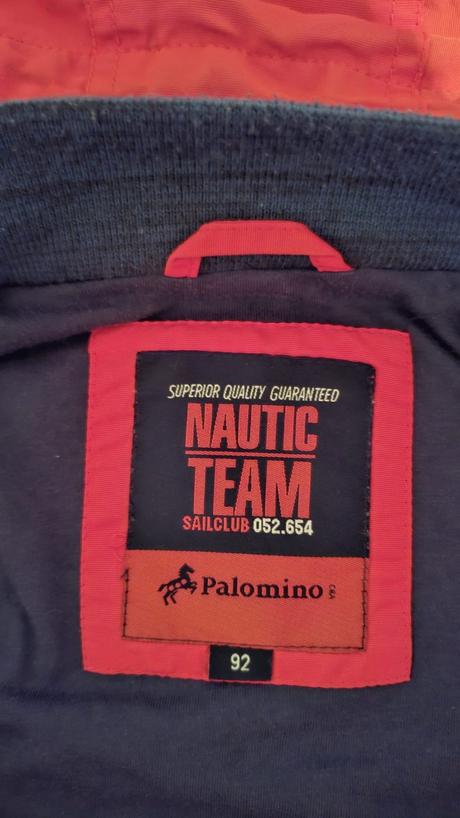 SUPERIOR QUALITY GUARANTEED
NAUTIC
TEAM
SAILCLUB 052.654
Palomino C&A
92